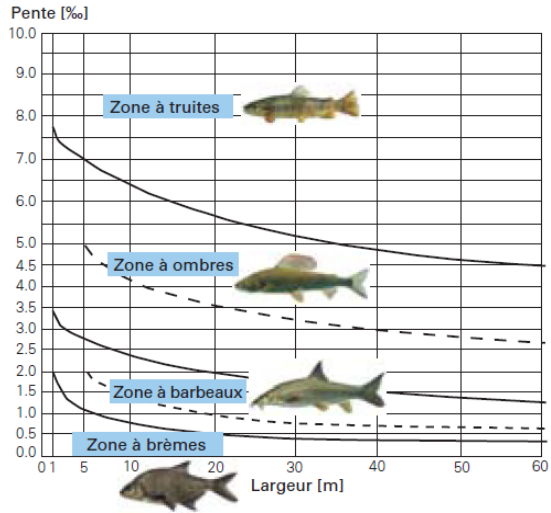 Pente [‰]
10.0
9.0
8.0
Zone à truites
7.0
6.0
5.0
4.5
Zone à ombres
4.0
3.5
3.0
2.5
2.0
1.5
Zone à barbeaux
1.0
0.5
Zone à brèmes
0.0
0 1 5 10 20 30 40 50 60
Largeur [m]